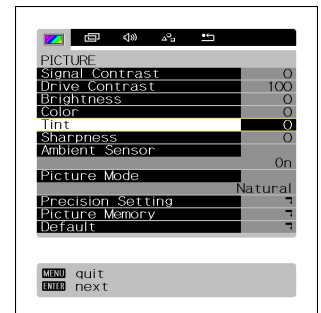 PICTURE
Signal Contrast 0
Drive Contrast 100
Brightness 0
Color 0
Tint 0
Sharpness 0
Ambient Sensor
On
Picture Mode
Natural
Precision Setting
Picture Memory
Default
MENU quit
ENTER next